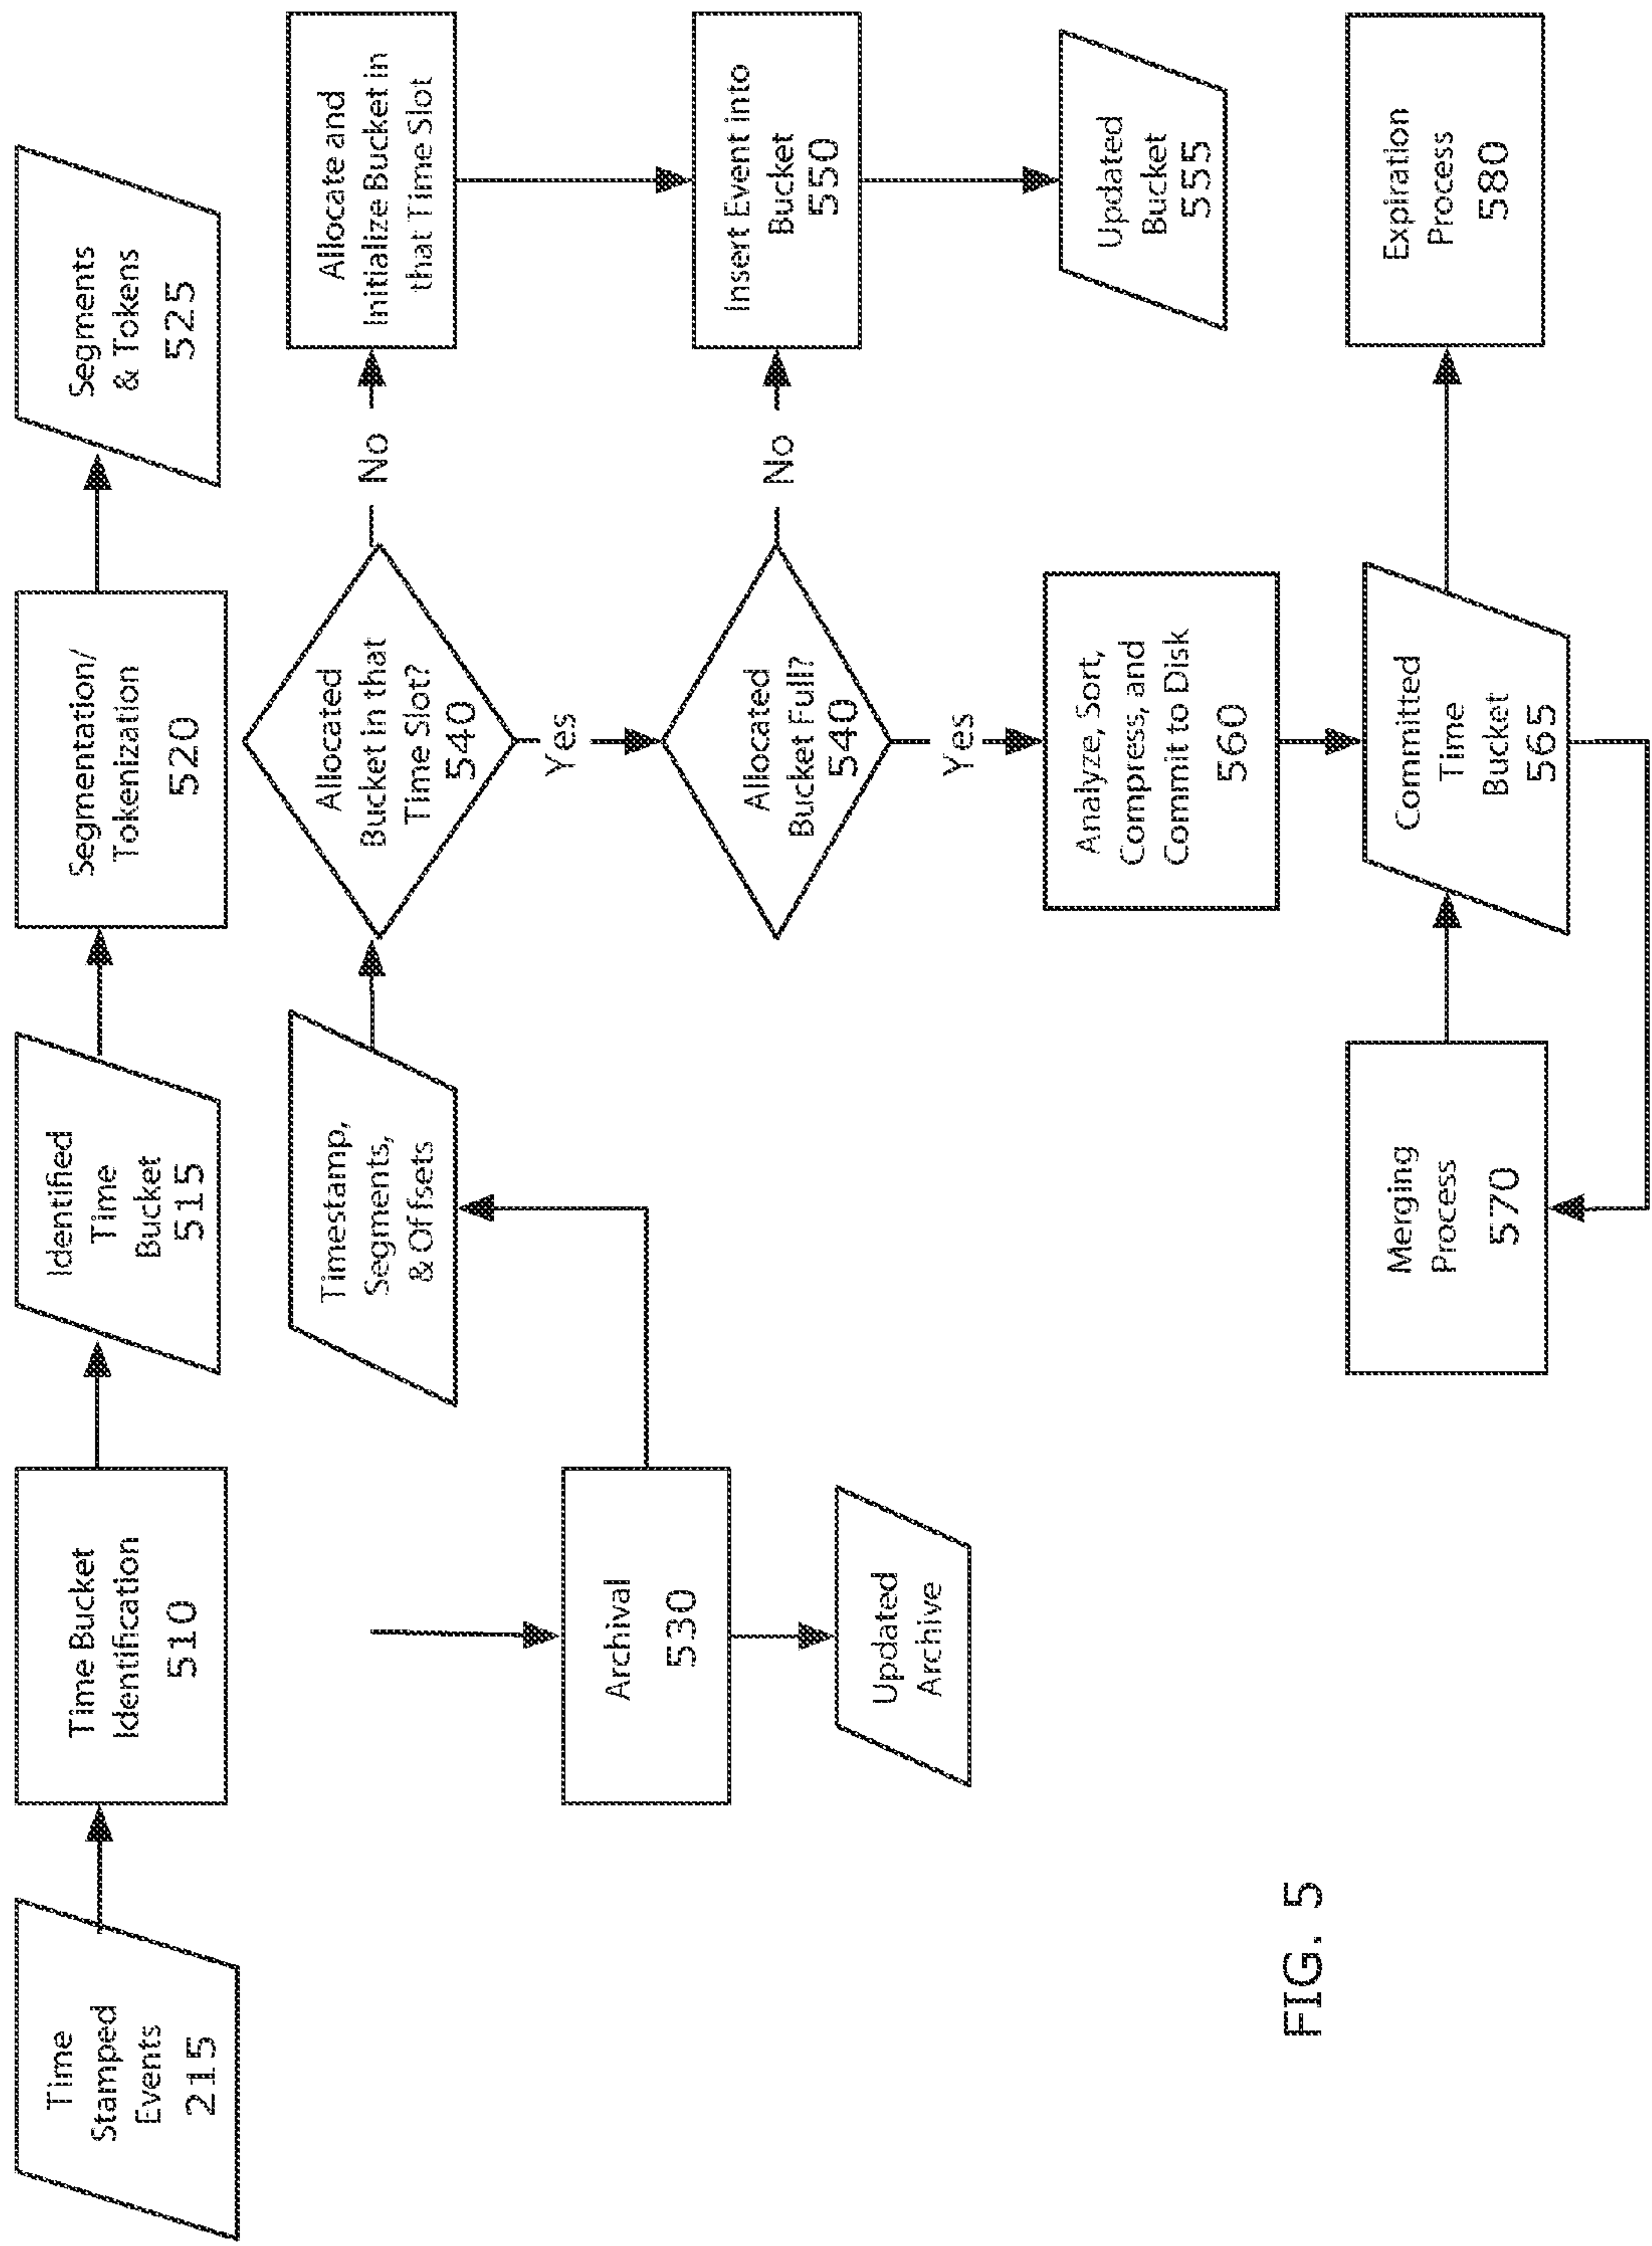 Time
Stamped
Events
215
Time Bucket
Identification
510
Identified
Time
Bucket
515
Segmentation/
Tokenization
520
Segments
& Tokens
525
Timestamp,
Segments,
& Offsets
Allocated
Bucket in that
Time Slot?
540
No
Allocate and
Initialize Bucket in
that Time Slot
Yes
Archival
530
Updated
Archive
Allocated
Bucket Full?
540
No
Insert Event into
Bucket
550
Yes
Updated
Bucket
555
Analyze, Sort,
Compress, and
Commit to Disk
560
Merging
Process
570
Committed
Time
Bucket
565
Expiration
Process
580
FIG. 5